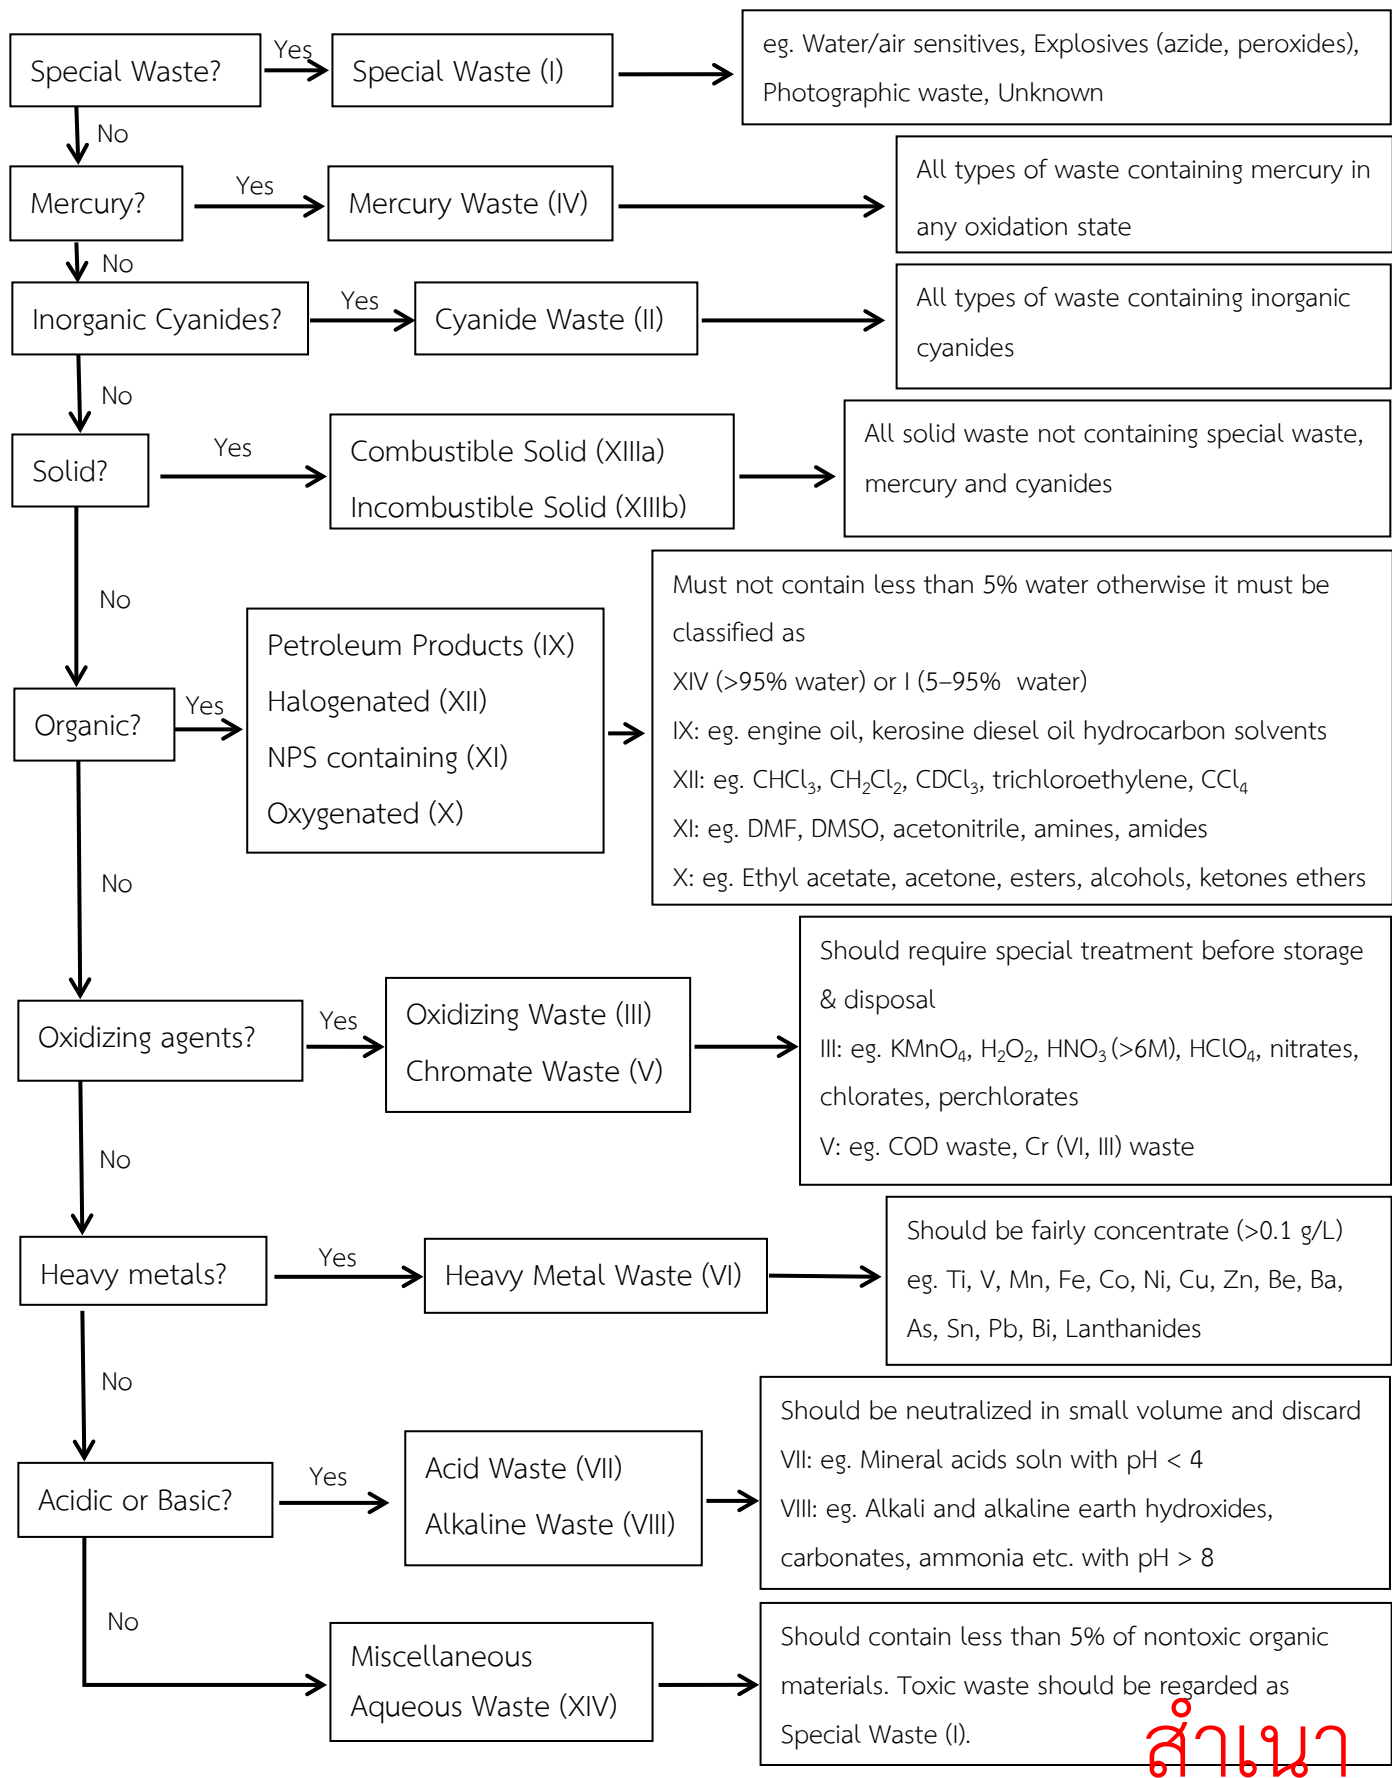 Special Waste?
Yes
Special Waste (I)
eg. Water/air sensitives, Explosives (azide, peroxides),
Photographic waste, Unknown
No
Mercury?
Yes
Mercury Waste (IV)
All types of waste containing mercury in
any oxidation state
No
Inorganic Cyanides?
Yes
Cyanide Waste (II)
All types of waste containing inorganic
cyanides
No
Solid?
Yes
Combustible Solid (XIIIa)
Incombustible Solid (XIIIb)
All solid waste not containing special waste,
mercury and cyanides
No
Organic?
Yes
Petroleum Products (IX)
Halogenated (XII)
NPS containing (XI)
Oxygenated (X)
Must not contain less than 5% water otherwise it must be
classified as
XIV (>95% water) or I (5–95%  water)
IX: eg. engine oil, kerosine diesel oil hydrocarbon solvents
XII: eg. CHCl₃, CH₂Cl₂, CDCl₃, trichloroethylene, CCl₄
XI: eg. DMF, DMSO, acetonitrile, amines, amides
X: eg. Ethyl acetate, acetone, esters, alcohols, ketones ethers
No
Oxidizing agents?
Yes
Oxidizing Waste (III)
Chromate Waste (V)
Should require special treatment before storage
& disposal
III: eg. KMnO₄, H₂O₂, HNO₃ (>6M), HClO₄, nitrates,
chlorates, perchlorates
V: eg. COD waste, Cr (VI, III) waste
No
Heavy metals?
Yes
Heavy Metal Waste (VI)
Should be fairly concentrate (>0.1 g/L)
eg. Ti, V, Mn, Fe, Co, Ni, Cu, Zn, Be, Ba,
As, Sn, Pb, Bi, Lanthanides
No
Acidic or Basic?
Yes
Acid Waste (VII)
Alkaline Waste (VIII)
Should be neutralized in small volume and discard
VII: eg. Mineral acids soln with pH < 4
VIII: eg. Alkali and alkaline earth hydroxides,
carbonates, ammonia etc. with pH > 8
No
Miscellaneous
Aqueous Waste (XIV)
Should contain less than 5% of nontoxic organic
materials. Toxic waste should be regarded as
Special Waste (I).
สำเนา